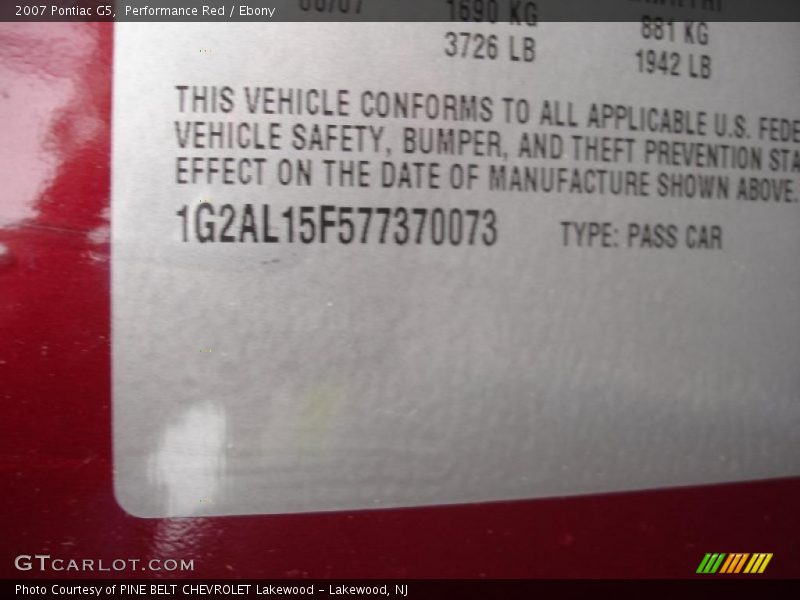 2007 Pontiac G5, Performance Red / Ebony
1690 KG 881 KG
3726 LB 1942 LB
THIS VEHICLE CONFORMS TO ALL APPLICABLE U.S. FEDE
VEHICLE SAFETY, BUMPER, AND THEFT PREVENTION STA
EFFECT ON THE DATE OF MANUFACTURE SHOWN ABOVE.
1G2AL15F577370073 TYPE: PASS CAR
GTCARLOT.COM
Photo Courtesy of PINE BELT CHEVROLET Lakewood - Lakewood, NJ